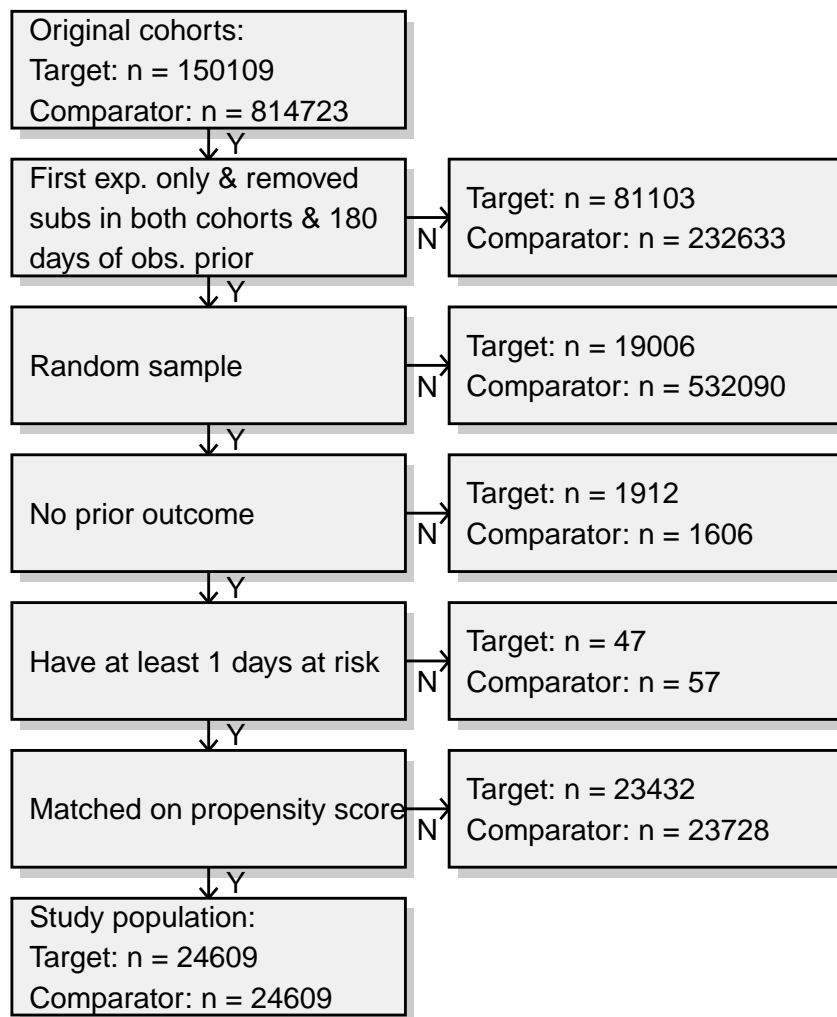 Original cohorts:
Target: n = 150109
Comparator: n = 814723
Y
First exp. only & removed
subs in both cohorts & 180
days of obs. prior
N
Target: n = 81103
Comparator: n = 232633
Y
Random sample
N
Target: n = 19006
Comparator: n = 532090
Y
No prior outcome
N
Target: n = 1912
Comparator: n = 1606
Y
Have at least 1 days at risk
N
Target: n = 47
Comparator: n = 57
Y
Matched on propensity score
N
Target: n = 23432
Comparator: n = 23728
Y
Study population:
Target: n = 24609
Comparator: n = 24609